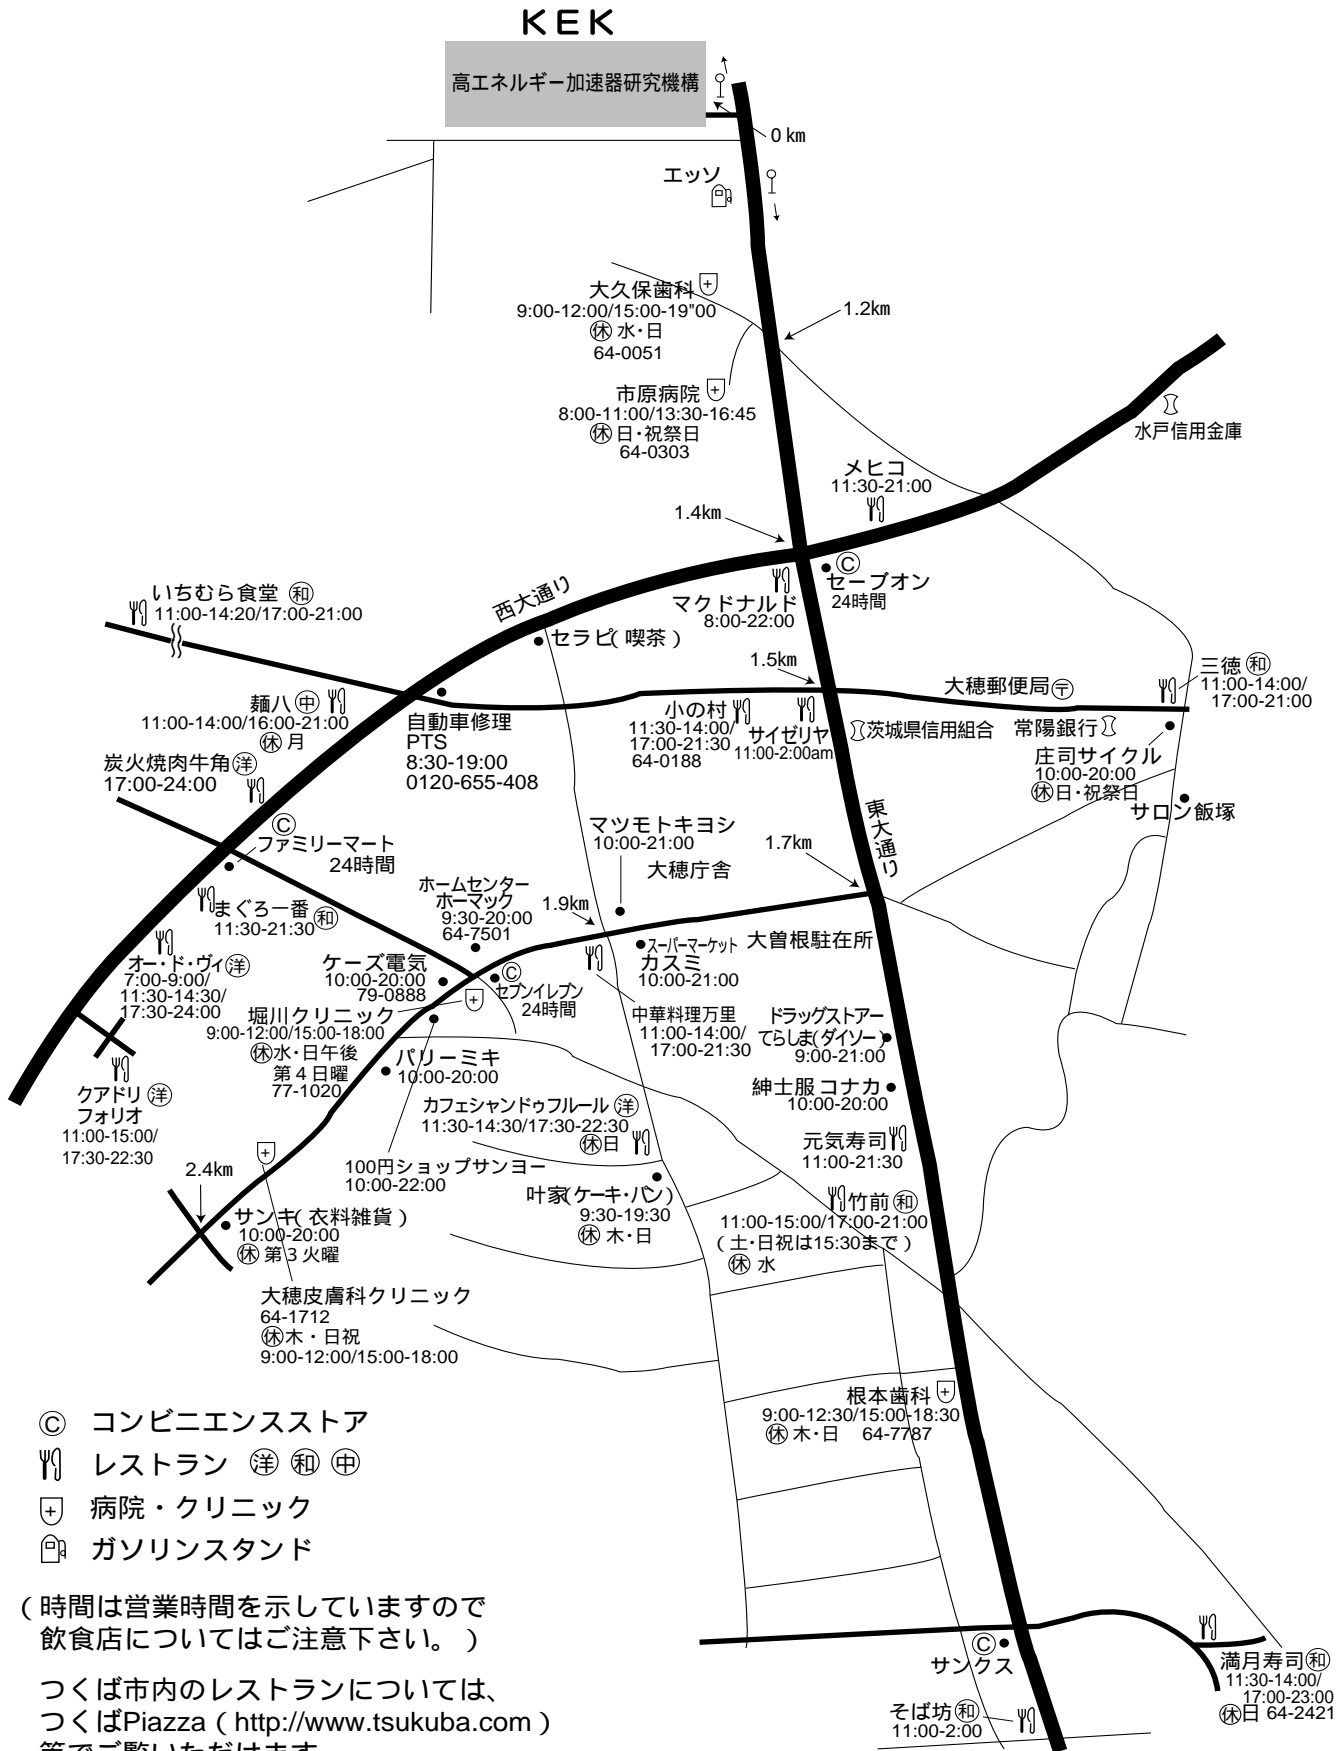 KEK
高エネルギー加速器研究機構
0 km
エッソ
大久保歯科
9:00-12:00/15:00-19"00
休 水・日
64-0051
1.2km
市原病院
8:00-11:00/13:30-16:45
休 日・祝祭日
64-0303
水戸信用金庫
メヒコ
11:30-21:00
1.4km
C
セーブオン
24時間
西大通り
マクドナルド
8:00-22:00
いちむら食堂 和
11:00-14:20/17:00-21:00
セラピ(喫茶)
1.5km
大穂郵便局〒
三徳 和
11:00-14:00/
17:00-21:00
麺八 中
11:00-14:00/16:00-21:00
休 月
自動車修理
PTS
8:30-19:00
0120-655-408
小の村
11:30-14:00/
17:00-21:30
64-0188
サイゼリヤ
11:00-2:00am
茨城県信用組合
常陽銀行
庄司サイクル
10:00-20:00
休日・祝祭日
サロン飯塚
炭火焼肉牛角 洋
17:00-24:00
C
ファミリーマート
24時間
マツモトキヨシ
10:00-21:00
大穂庁舎
1.7km
東大通り
まぐろ一番 和
11:30-21:30
ホームセンター
ホーマック
9:30-20:00
64-7501
1.9km
スーパーマーケット
カスミ
10:00-21:00
大曽根駐在所
オー・ド・ヴィ 洋
7:00-9:00/
11:30-14:30/
17:30-24:00
ケーズ電気
10:00-20:00
79-0888
C
セブンイレブン
24時間
堀川クリニック
9:00-12:00/15:00-18:00
休水・日午後
第4日曜
77-1020
中華料理万里
11:00-14:00/
17:00-21:30
ドラッグストアー
てらしま(ダイソー)
9:00-21:00
パリーミキ
10:00-20:00
紳士服 コナカ
10:00-20:00
クアドリ 洋
フォリオ
11:00-15:00/
17:30-22:30
カフェシャンドゥフルール 洋
11:30-14:30/17:30-22:30
休日
元気寿司
11:00-21:30
2.4km
100円ショップサンヨー
10:00-22:00
叶家(ケーキ・パン)
9:30-19:30
休 木・日
竹前 和
11:00-15:00/17:00-21:00
(土・日祝は15:30まで)
休 水
サンキ(衣料雑貨)
10:00-20:00
休 第3火曜
大穂皮膚科クリニック
64-1712
休木・日祝
9:00-12:00/15:00-18:00
根本歯科
9:00-12:30/15:00-18:30
休 木・日 64-7787
C コンビニエンスストア
レストラン 洋 和 中
病院・クリニック
ガソリンスタンド
(時間は営業時間を示していますので
飲食店についてはご注意下さい。)
つくば市内のレストランについては、
つくばPiazza(http://www.tsukuba.com)
等でご覧いただけます
C
サンクス
満月寿司 和
11:30-14:00/
17:00-23:00
休日 64-2421
そば坊 和
11:00-2:00